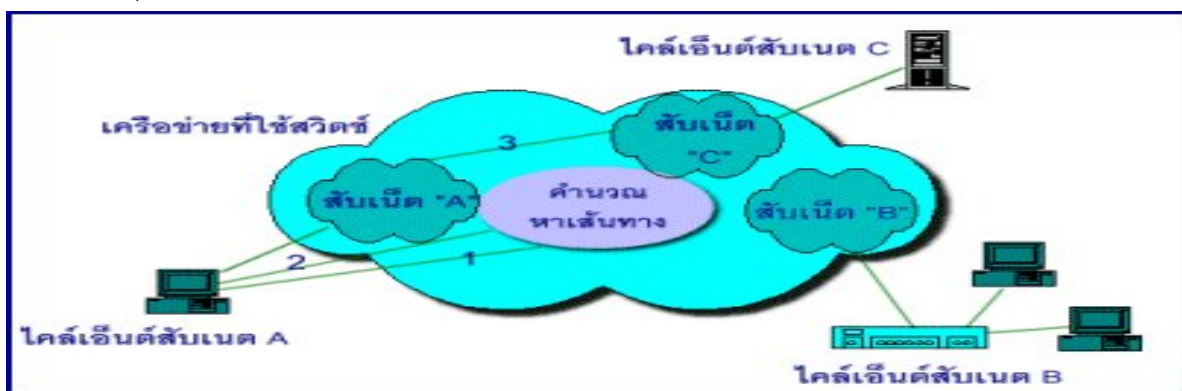 ไคล์เอ็นต์สับเนต C
เครือข่ายที่ใช้สวิตซ์
3
สับเน็ต
"C"
คำนวณ
หาเส้นทาง
สับเน็ต "A"
สับเน็ต "B"
2
1
ไคล์เอ็นต์สับเนต A
ไคล์เอ็นต์สับเนต B